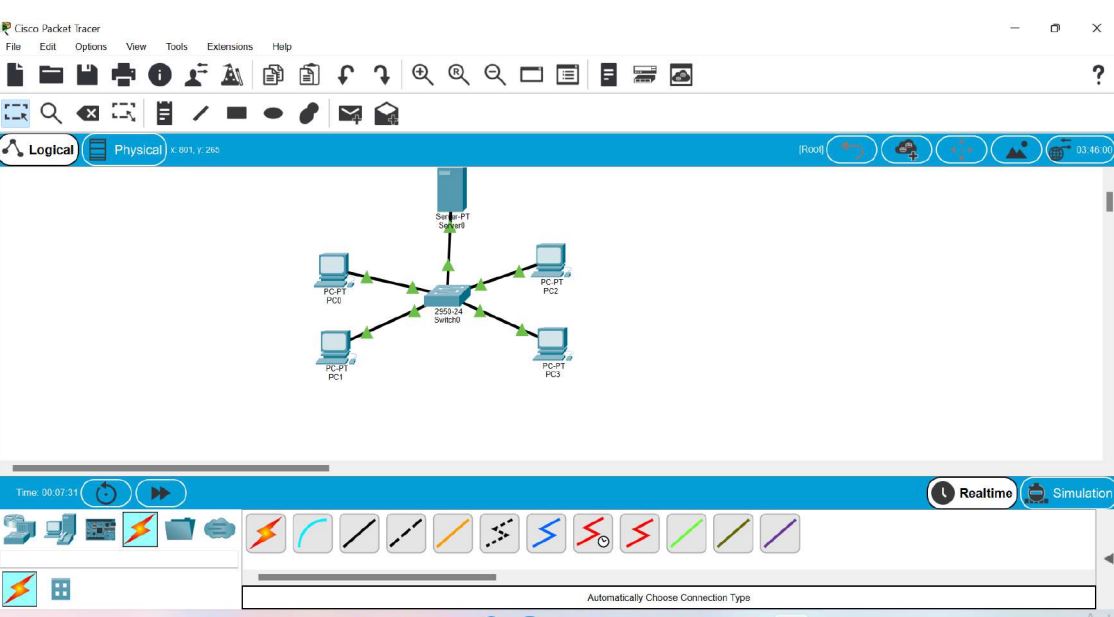 Cisco Packet Tracer
File Edit Options View Tools Extensions Help
?
Logical Physical x: 801, y: 265 [Root] 03:46:00
Server-PT
Server0
PC-PT
PC0
PC-PT
PC2
2950-24
Switch0
PC-PT
PC1
PC-PT
PC3
Time: 00:07:31 Realtime Simulation
Automatically Choose Connection Type